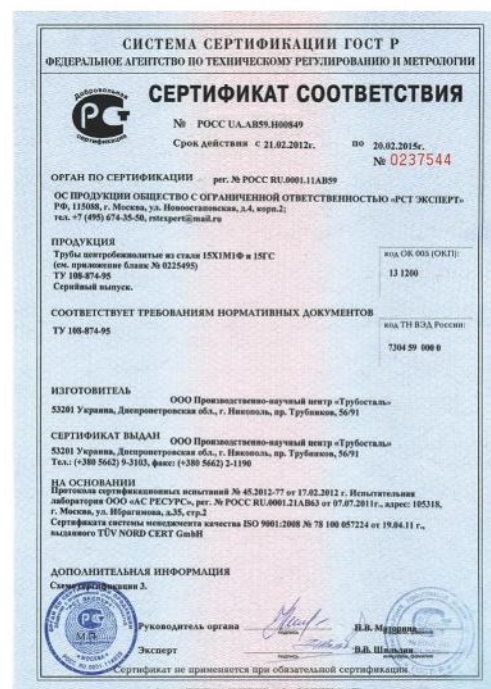 СИСТЕМА СЕРТИФИКАЦИИ ГОСТ Р
ФЕДЕРАЛЬНОЕ АГЕНТСТВО ПО ТЕХНИЧЕСКОМУ РЕГУЛИРОВАНИЮ И МЕТРОЛОГИИ
Добровольная
сертификация
СЕРТИФИКАТ СООТВЕТСТВИЯ
№ РОСС UA.АВ59.Н00849
Срок действия с 21.02.2012г. по 20.02.2015г.
№ 0237544
ОРГАН ПО СЕРТИФИКАЦИИ рег. № РОСС RU.0001.11АВ59
ОС ПРОДУКЦИИ ОБЩЕСТВО С ОГРАНИЧЕННОЙ ОТВЕТСТВЕННОСТЬЮ «РСТ ЭКСПЕРТ»
РФ, 115088, г. Москва, ул. Новоостаповская, д.4, корп.2;
тел. +7 (495) 674-35-50, rstexpert@mail.ru
ПРОДУКЦИЯ
Трубы центробежнолитые из стали 15Х1М1Ф и 15ГС
(см. приложение бланк № 0225495)
ТУ 108-874-95
Серийный выпуск.
код ОК 005 (ОКП):
13 1200
СООТВЕТСТВУЕТ ТРЕБОВАНИЯМ НОРМАТИВНЫХ ДОКУМЕНТОВ
ТУ 108-874-95
код ТН ВЭД России:
7304 59 000 0
ИЗГОТОВИТЕЛЬ
ООО Производственно-научный центр «Трубосталь»
53201 Украина, Днепропетровская обл., г. Никополь, пр. Трубников, 56/91
СЕРТИФИКАТ ВЫДАН
ООО Производственно-научный центр «Трубосталь»
53201 Украина, Днепропетровская обл., г. Никополь, пр. Трубников, 56/91
Тел.: (+380 5662) 9-3103, факс: (+380 5662) 2-1190
НА ОСНОВАНИИ
Протокола сертификационных испытаний № 45.2012-77 от 17.02.2012 г. Испытательная
лаборатория ООО «АС РЕСУРС», рег. № РОСС RU.0001.21АВ63 от 07.07.2011г., адрес: 105318,
г. Москва, ул. Ибрагимова, д.35, стр.2
Сертификата системы менеджмента качества ISO 9001:2008 № 78 100 057224 от 19.04.11 г.,
выданного TÜV NORD CERT GmbH
ДОПОЛНИТЕЛЬНАЯ ИНФОРМАЦИЯ
Схема сертификации 3.
М.П.
Руководитель органа
Н.В. Маторина
Эксперт
В.В. Шильдин
Сертификат не применяется при обязательной сертификации